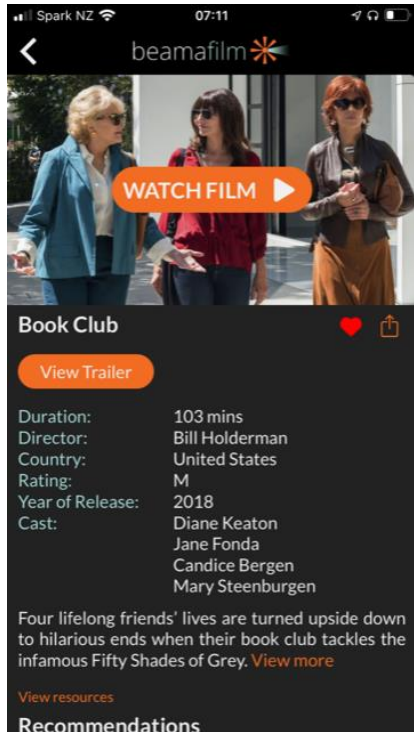 Spark NZ 07:11
beamafilm
WATCH FILM
Book Club
View Trailer
Duration: 103 mins
Director: Bill Holderman
Country: United States
Rating: M
Year of Release: 2018
Cast: Diane Keaton
Jane Fonda
Candice Bergen
Mary Steenburgen
Four lifelong friends' lives are turned upside down
to hilarious ends when their book club tackles the
infamous Fifty Shades of Grey. View more
View resources
Recommendations